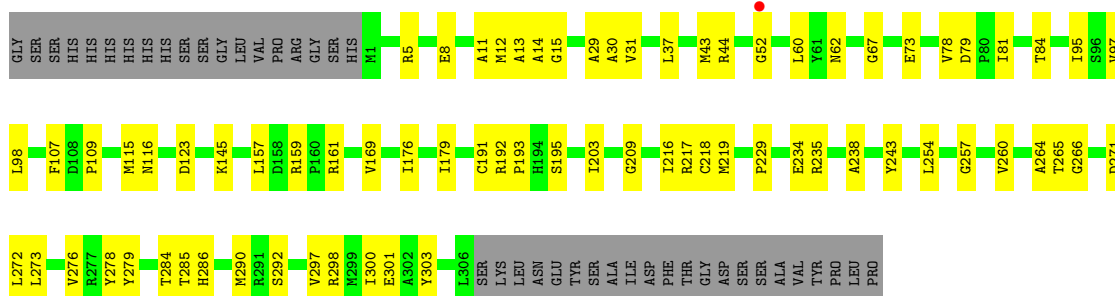 GLY SER SER HIS HIS HIS HIS HIS HIS SER SER GLY LEU VAL PRO ARG GLY SER HIS M1 R5 E8 A11 M12 A13 A14 G15 A29 A30 V31 L37 M43 R44 G52 L60 Y61 N62 G67 E73 V78 D79 P80 I81 T84 I95 S96 V97
L98 F107 D108 P109 M115 N116 D123 K145 L157 D158 R159 P160 R161 V169 I176 I179 C191 R192 P193 H194 S195 I203 G209 I216 R217 C218 M219 P229 E234 R235 A238 Y243 L254 G257 V260 A264 T265 G266
L272 L273 V276 R277 Y278 Y279 T284 T285 H286 M290 R291 S292 V297 R298 M299 I300 E301 A302 Y303 L306 SER LYS LEU ASN GLU TYR SER ALA ILE ASP PHE THR GLY ASP SER SER ALA VAL TYR PRO LEU PRO